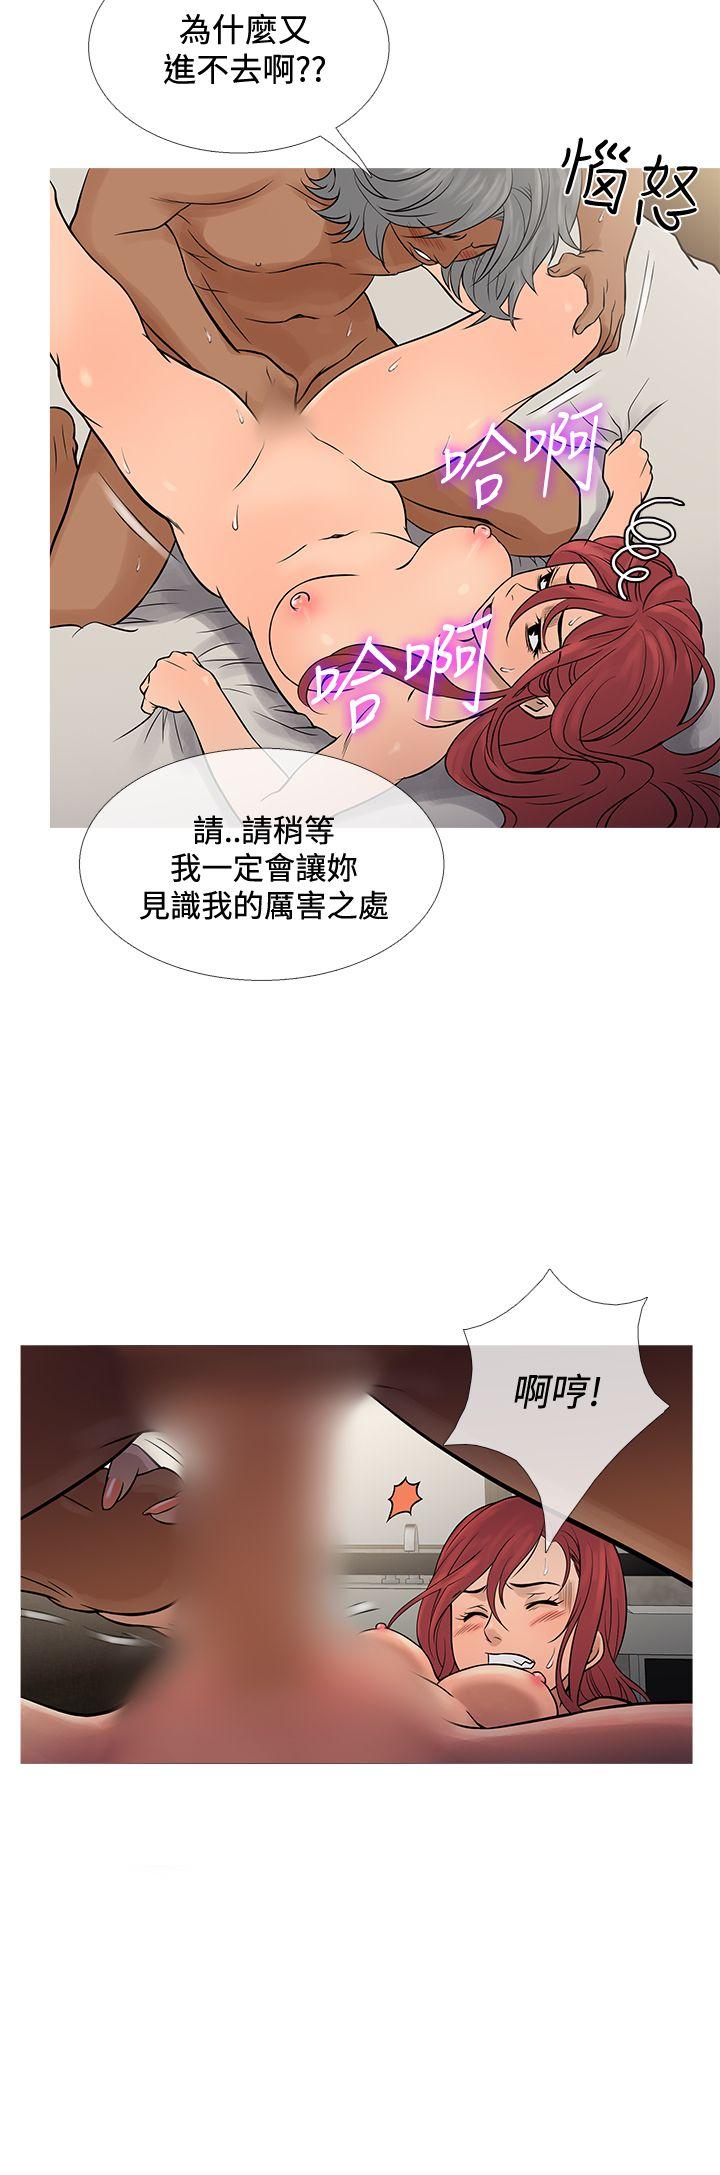 為什麼又
進不去啊??
惱怒
哈啊
哈啊
請..請稍等
我一定會讓妳
見識我的厲害之處
啊哼!